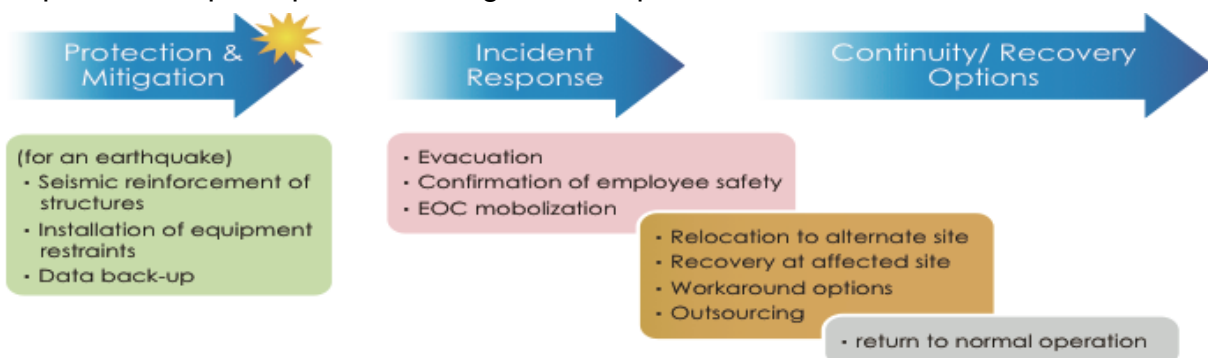 Protection &
Mitigation
Incident
Response
Continuity/ Recovery
Options
(for an earthquake)
· Seismic reinforcement of
structures
· Installation of equipment
restraints
· Data back-up
· Evacuation
· Confirmation of employee safety
· EOC mobolization
· Relocation to alternate site
· Recovery at affected site
· Workaround options
· Outsourcing
· return to normal operation